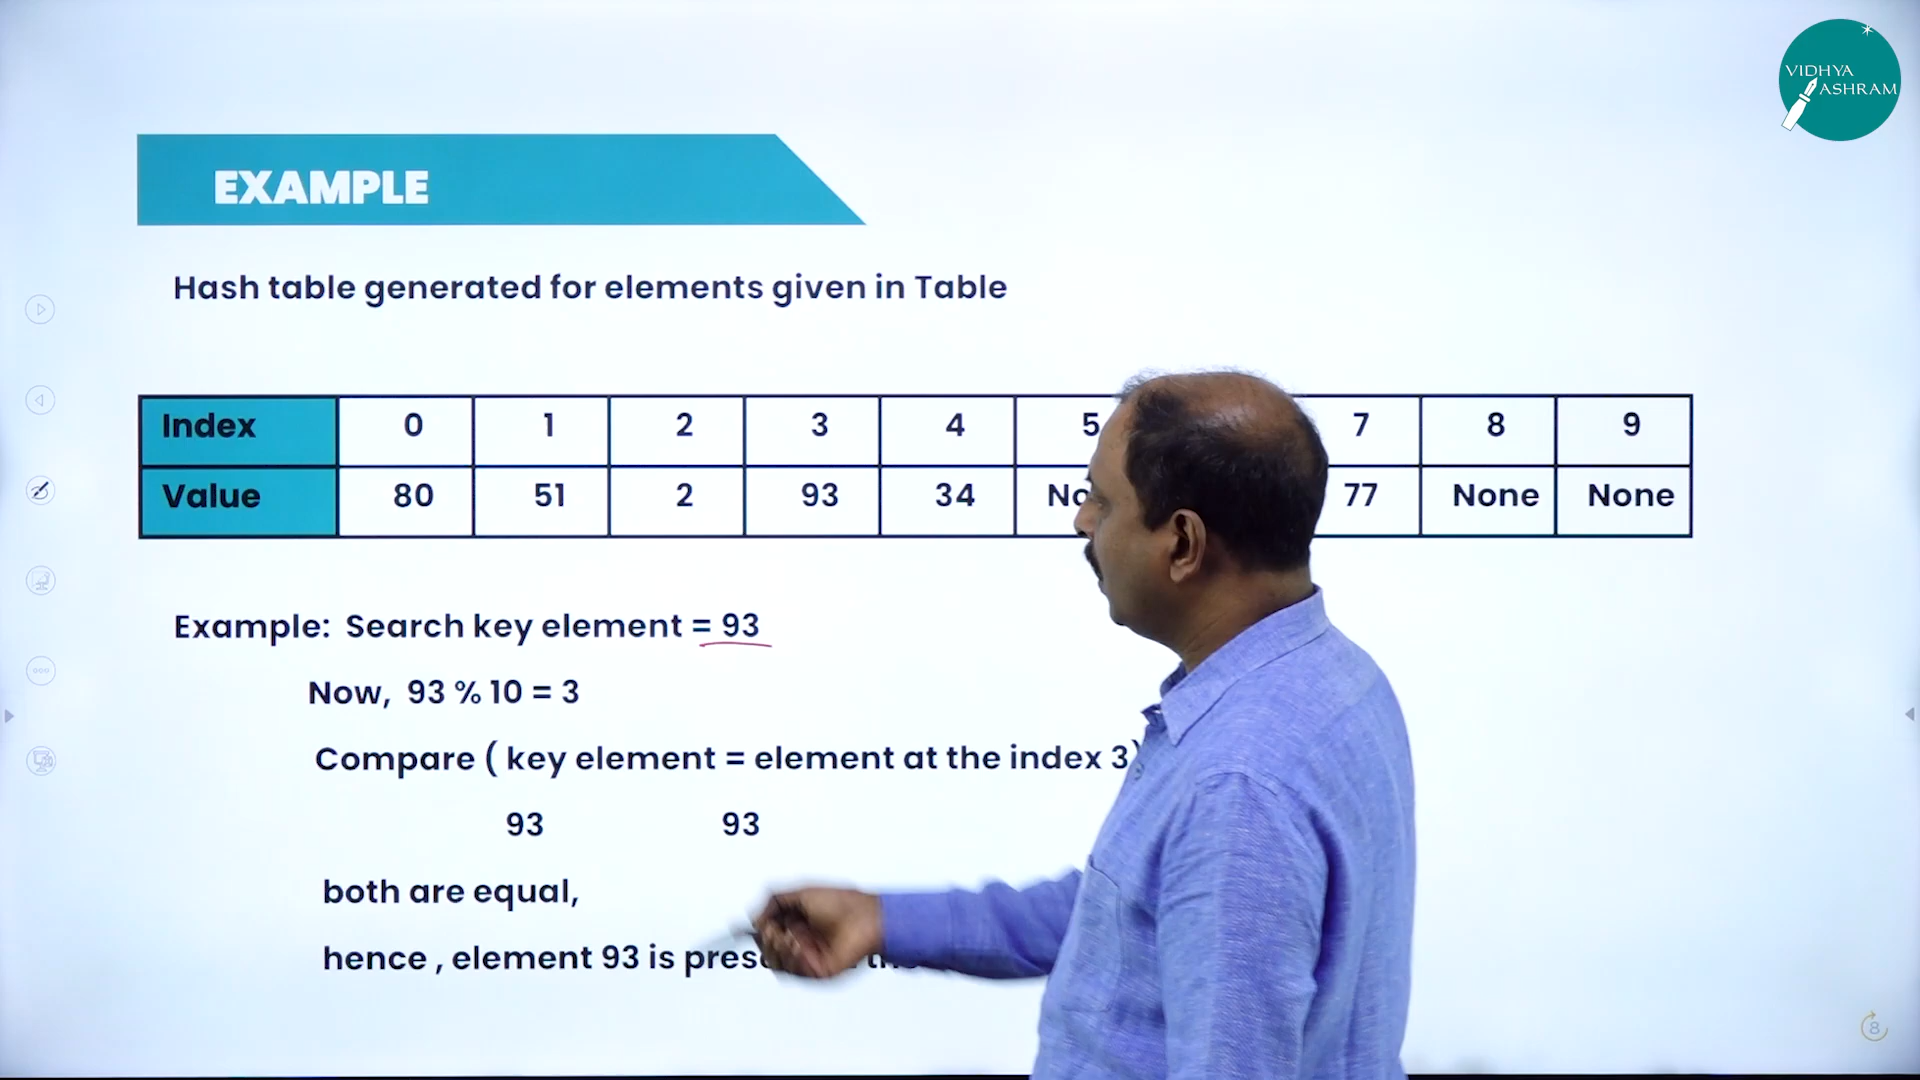 VIDHYA
ASHRAM
EXAMPLE
Hash table generated for elements given in Table
Index 0 1 2 3 4 5 7 8 9
Value 80 51 2 93 34 77 None None
Example: Search key element = 93
Now, 93 % 10 = 3
Compare ( key element = element at the index 3)
93 93
both are equal,
hence , element 93 is
8